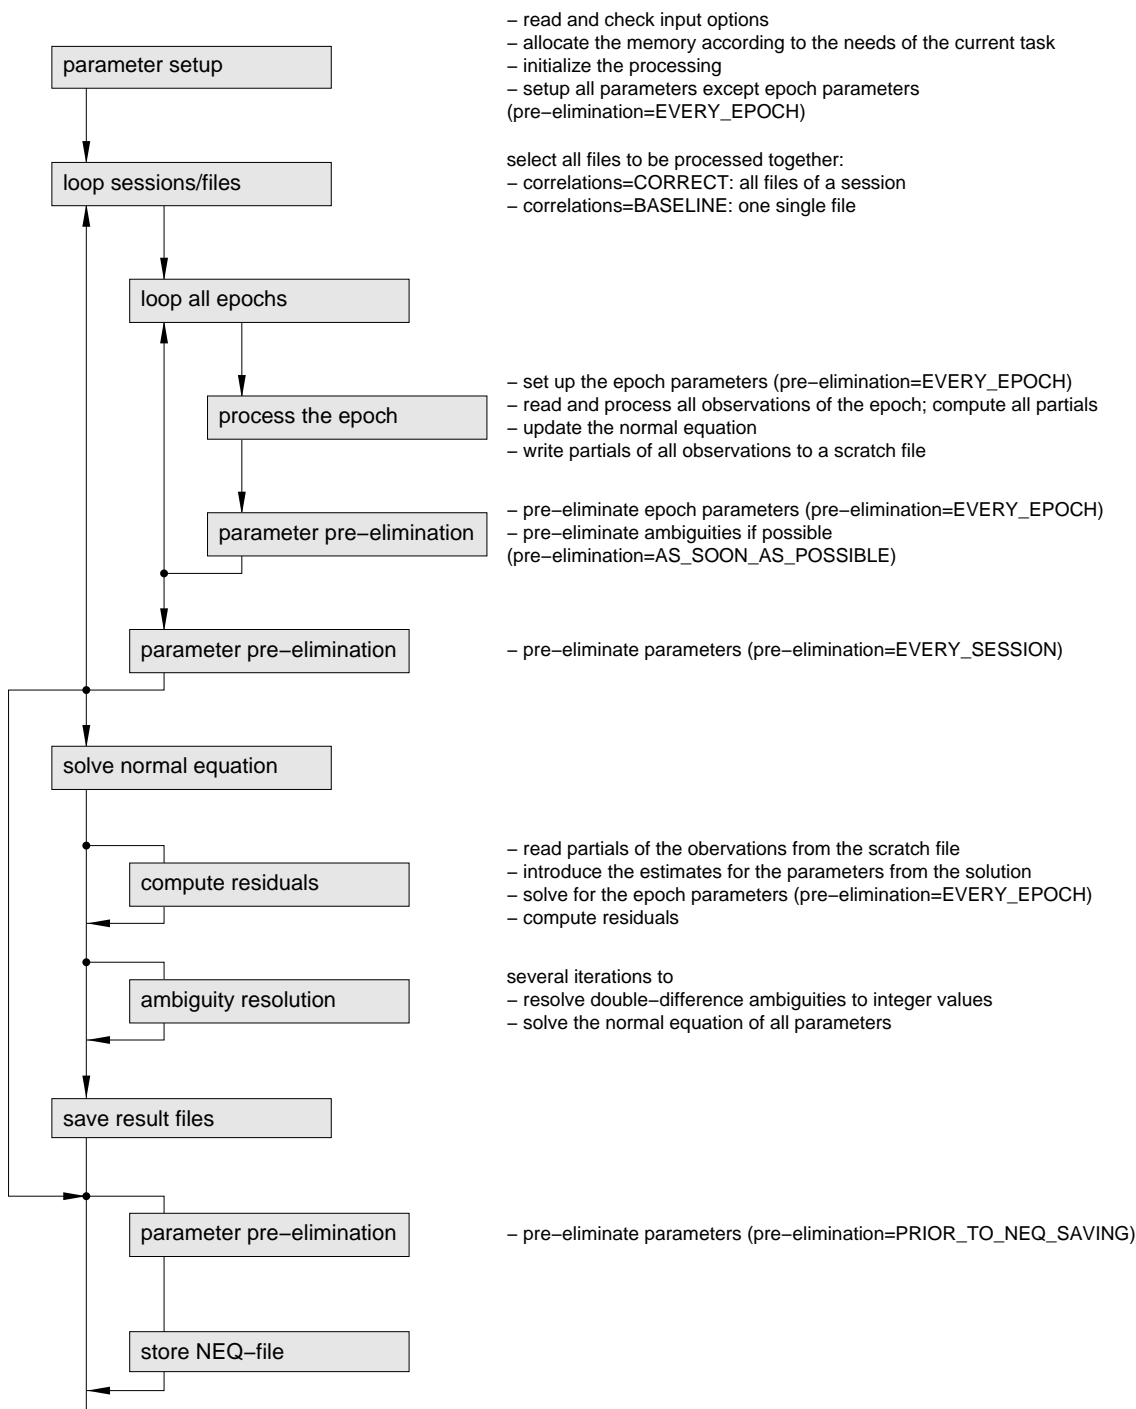 − read and check input options
− allocate the memory according to the needs of the current task
parameter setup
− initialize the processing
− setup all parameters except epoch parameters
(pre−elimination=EVERY_EPOCH)
select all files to be processed together:
loop sessions/files
− correlations=CORRECT: all files of a session
− correlations=BASELINE: one single file
loop all epochs
− set up the epoch parameters (pre−elimination=EVERY_EPOCH)
process the epoch
− read and process all observations of the epoch; compute all partials
− update the normal equation
− write partials of all observations to a scratch file
− pre−eliminate epoch parameters (pre−elimination=EVERY_EPOCH)
parameter pre−elimination
− pre−eliminate ambiguities if possible
(pre−elimination=AS_SOON_AS_POSSIBLE)
parameter pre−elimination
− pre−eliminate parameters (pre−elimination=EVERY_SESSION)
solve normal equation
− read partials of the obervations from the scratch file
− introduce the estimates for the parameters from the solution
compute residuals
− solve for the epoch parameters (pre−elimination=EVERY_EPOCH)
− compute residuals
several iterations to
ambiguity resolution
− resolve double−difference ambiguities to integer values
− solve the normal equation of all parameters
save result files
parameter pre−elimination
− pre−eliminate parameters (pre−elimination=PRIOR_TO_NEQ_SAVING)
store NEQ−file